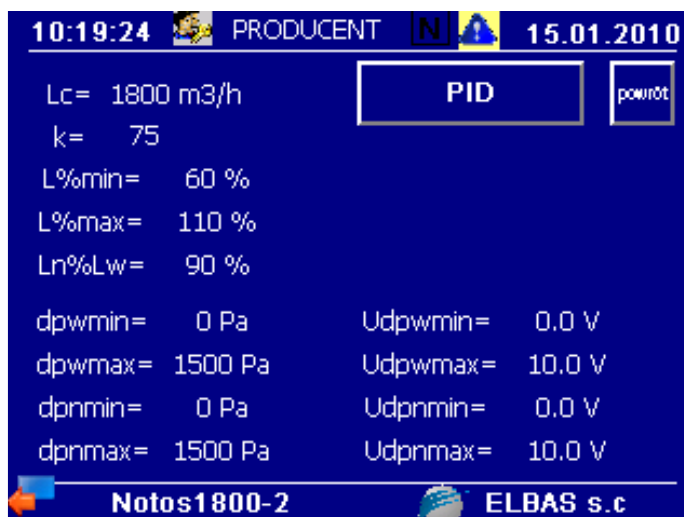 10:19:24 PRODUCENT N 15.01.2010
Lc= 1800 m3/h PID powrót
k= 75
L%min= 60 %
L%max= 110 %
Ln%Lw= 90 %
dpwmin= 0 Pa Udpwmin= 0.0 V
dpwmax= 1500 Pa Udpwmax= 10.0 V
dpnmin= 0 Pa Udpnmin= 0.0 V
dpnmax= 1500 Pa Udpnmax= 10.0 V
Notos1800-2 ELBAS s.c